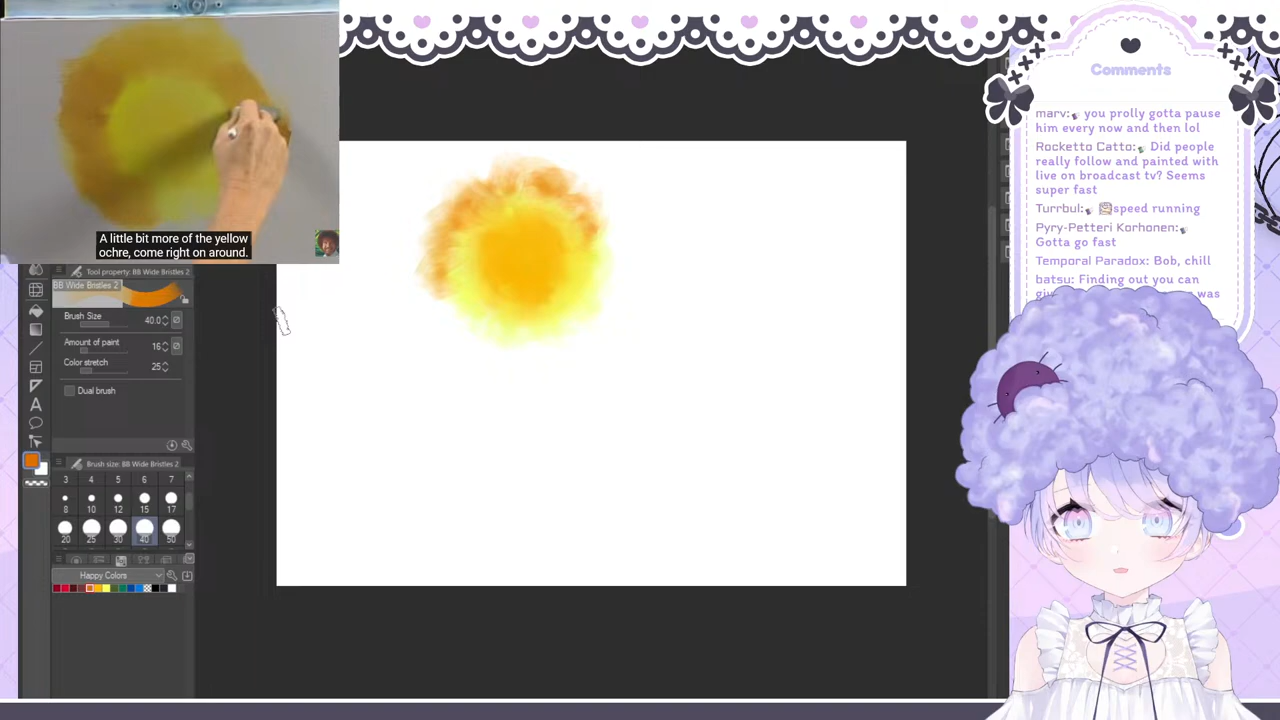 A little bit more of the yellow
ochre, come right on around.
Tool property: BB Wide Bristles 2
BB Wide Bristles 2
Brush Size 40.0
Amount of paint 16
Color stretch 25
Dual brush
Brush size: BB Wide Bristles 2
3 4 5 6 7
8 10 12 15 17
20 25 30 40 50
Happy Colors
Comments
marv: you prolly gotta pause
him every now and then lol
Rocketto Catto: Did people
really follow and painted with
live on broadcast tv? Seems
super fast
Turrbul: speed running
Pyry-Petteri Korhonen:
Gotta go fast
Temporal Paradox: Bob, chill
batsu: Finding out you can
was